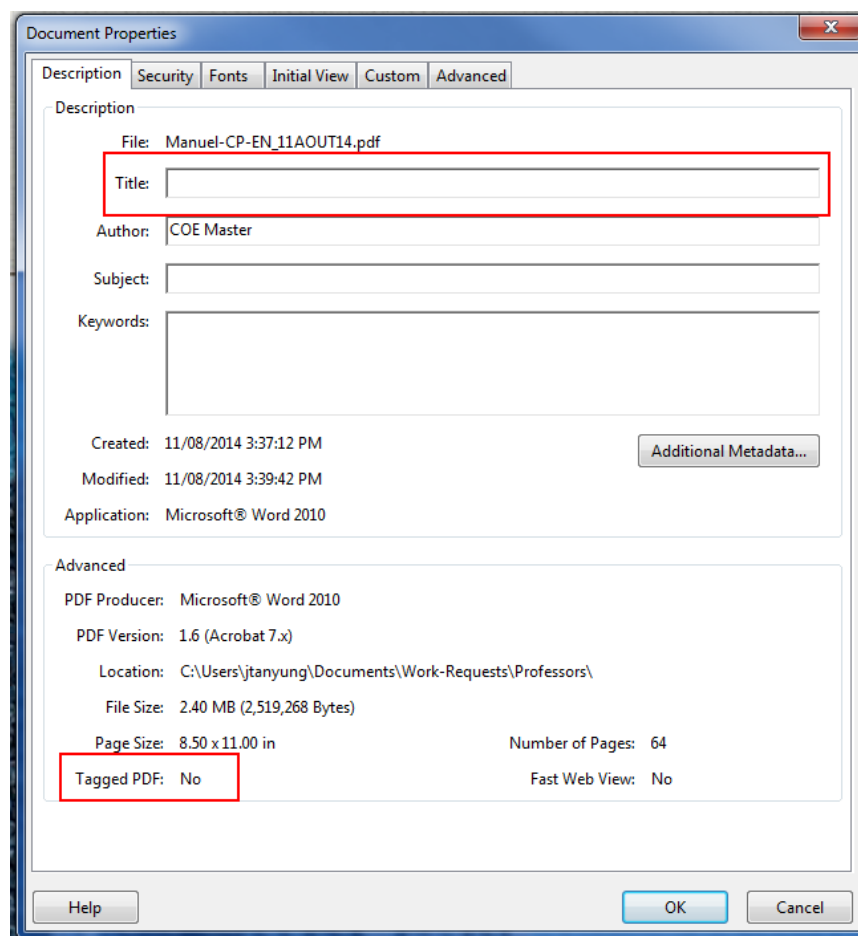 Document Properties
Description Security Fonts Initial View Custom Advanced
Description
File: Manuel-CP-EN_11AOUT14.pdf
Title:
Author: COE Master
Subject:
Keywords:
Created: 11/08/2014 3:37:12 PM
Additional Metadata...
Modified: 11/08/2014 3:39:42 PM
Application: Microsoft® Word 2010
Advanced
PDF Producer: Microsoft® Word 2010
PDF Version: 1.6 (Acrobat 7.x)
Location: C:\Users\jtanyung\Documents\Work-Requests\Professors\
File Size: 2.40 MB (2,519,268 Bytes)
Page Size: 8.50 x 11.00 in Number of Pages: 64
Tagged PDF: No Fast Web View: No
Help OK Cancel